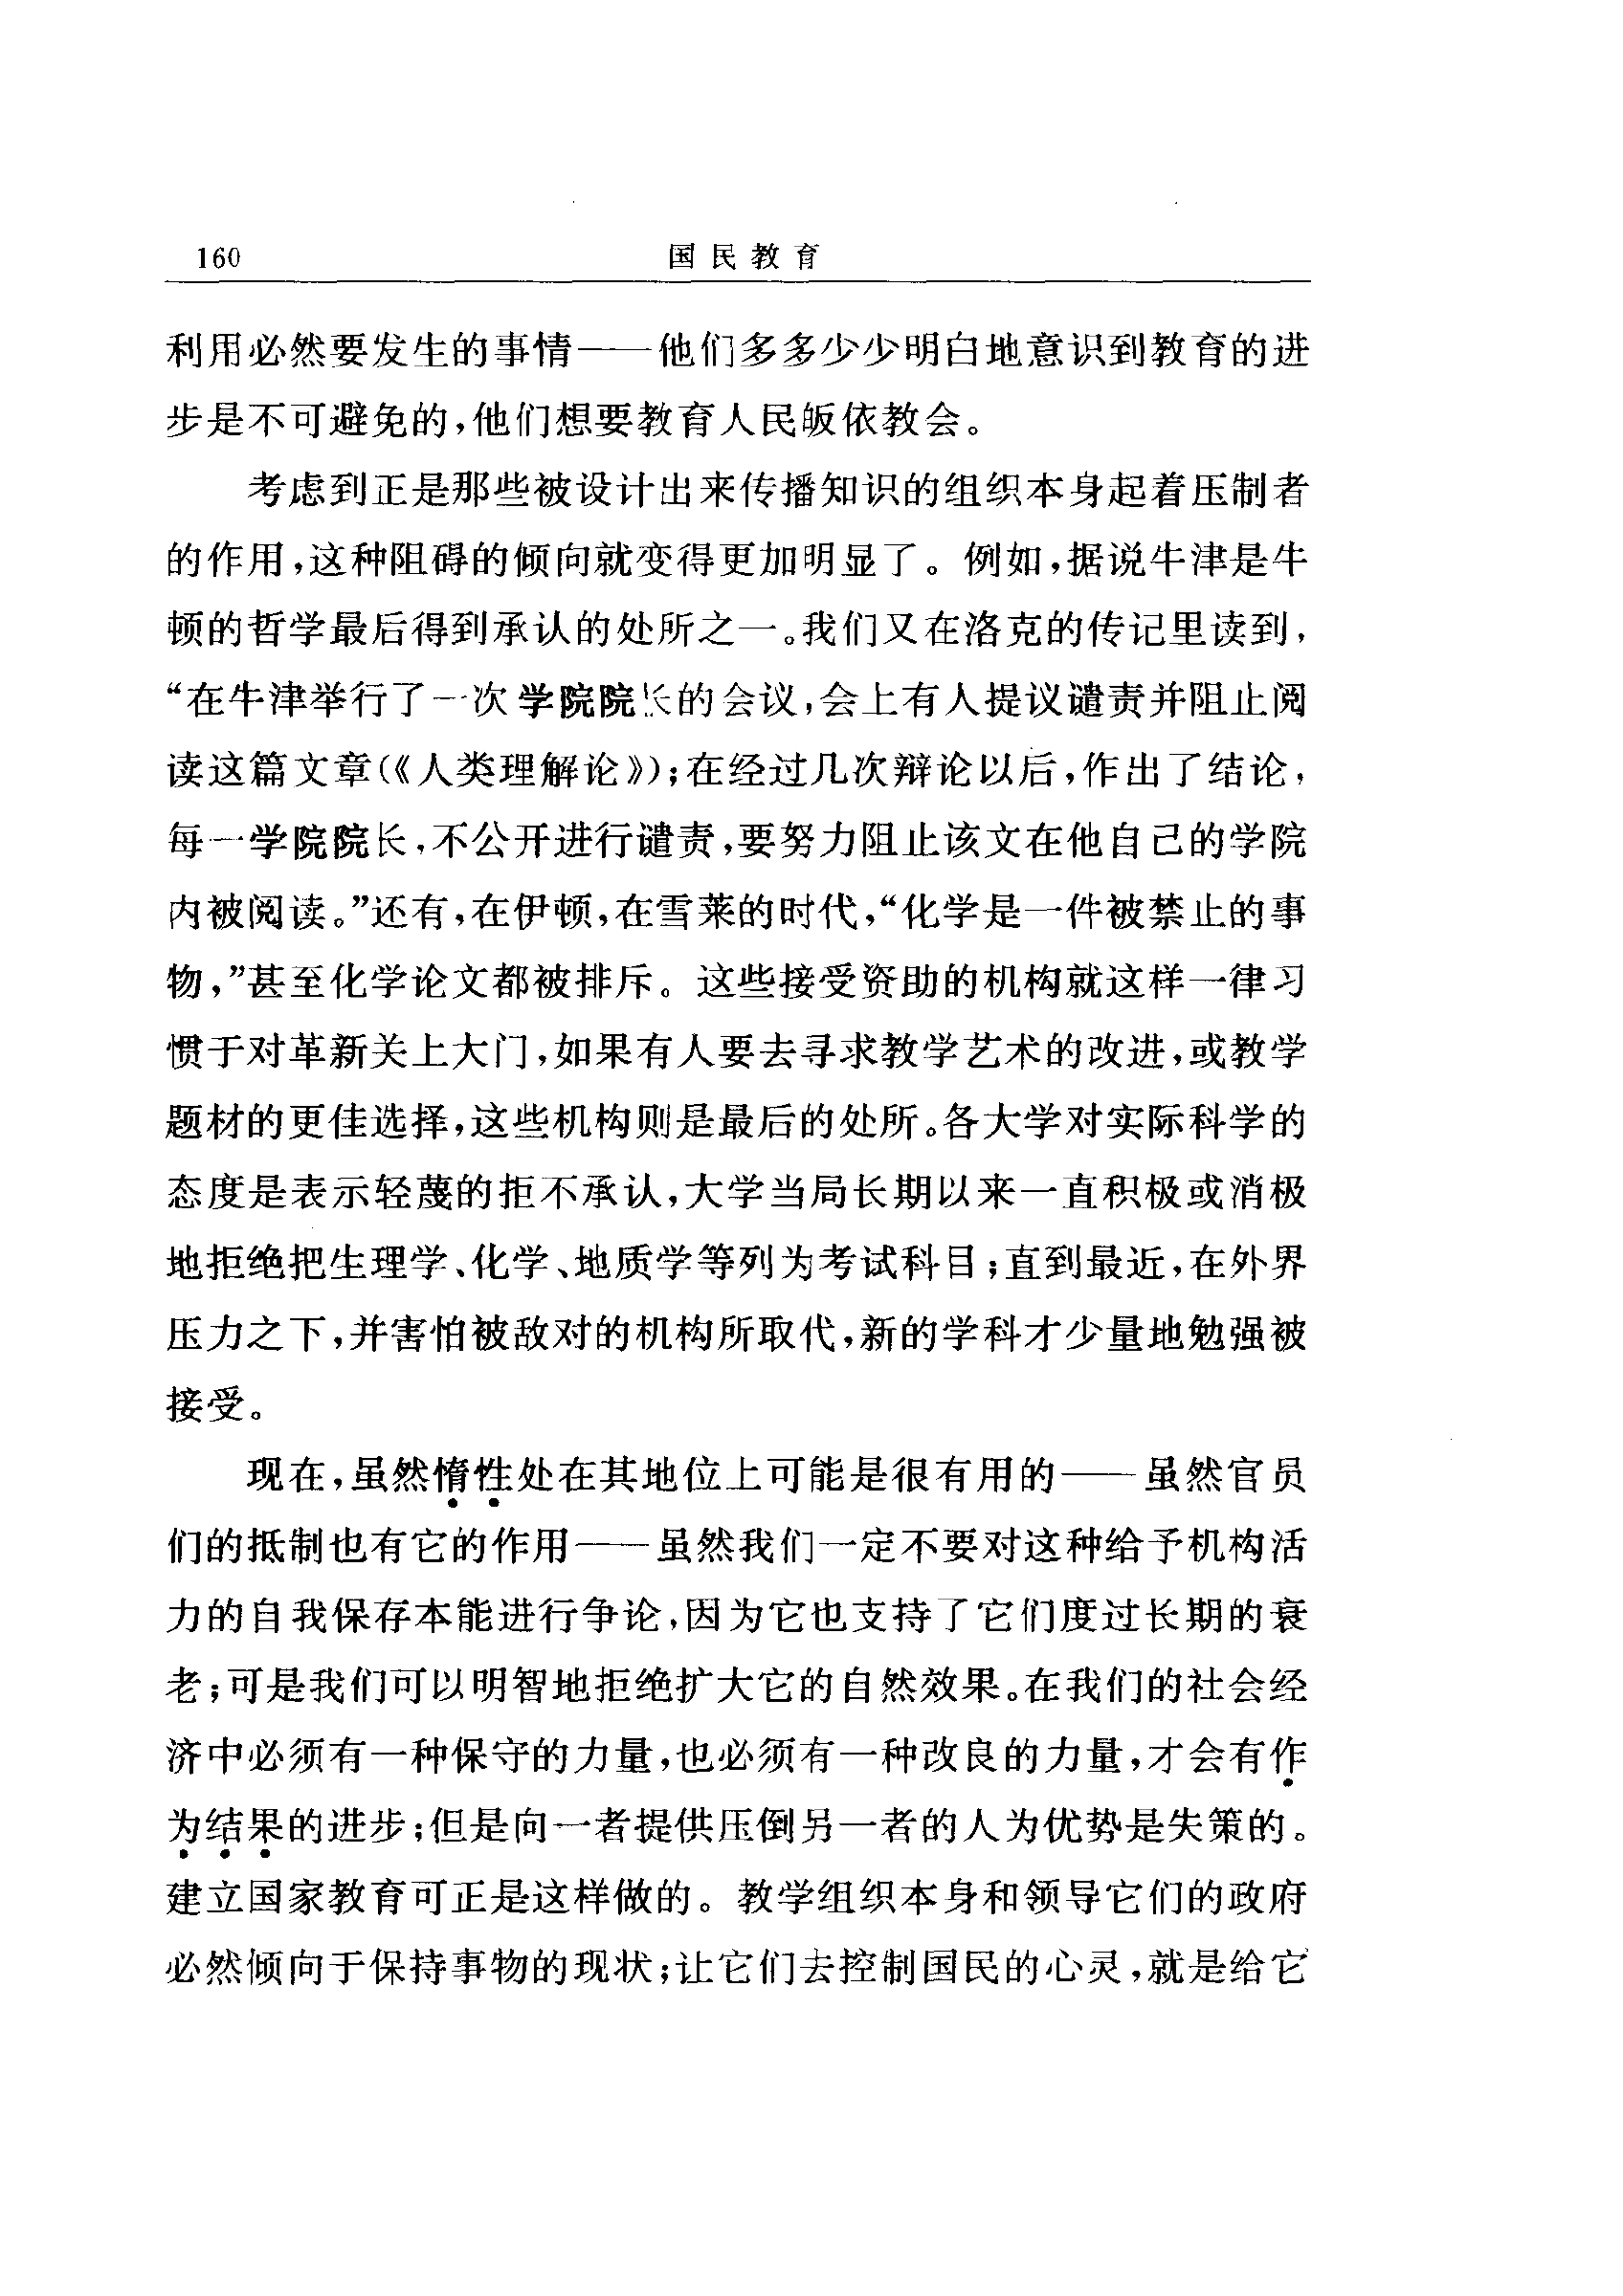 160 国民教育
利用必然要发生的事情——他们多多少少明白地意识到教育的进
步是不可避免的,他们想要教育人民皈依教会。
考虑到正是那些被设计出来传播知识的组织本身起着压制者
的作用,这种阻碍的倾向就变得更加明显了。例如,据说牛津是牛
顿的哲学最后得到承认的处所之一。我们又在洛克的传记里读到,
“在牛津举行了一次学院院长的会议,会上有人提议谴责并阻止阅
读这篇文章(《人类理解论》);在经过几次辩论以后,作出了结论,
每一学院院长,不公开进行谴责,要努力阻止该文在他自己的学院
内被阅读。”还有,在伊顿,在雪莱的时代,“化学是一件被禁止的事
物,”甚至化学论文都被排斥。这些接受资助的机构就这样一律习
惯于对革新关上大门,如果有人要去寻求教学艺术的改进,或教学
题材的更佳选择,这些机构则是最后的处所。各大学对实际科学的
态度是表示轻蔑的拒不承认,大学当局长期以来一直积极或消极
地拒绝把生理学、化学、地质学等列为考试科目;直到最近,在外界
压力之下,并害怕被敌对的机构所取代,新的学科才少量地勉强被
接受。
现在,虽然惰性处在其地位上可能是很有用的——虽然官员
们的抵制也有它的作用——虽然我们一定不要对这种给予机构活
力的自我保存本能进行争论,因为它也支持了它们度过长期的衰
老;可是我们可以明智地拒绝扩大它的自然效果。在我们的社会经
济中必须有一种保守的力量,也必须有一种改良的力量,才会有作
为结果的进步;但是向一者提供压倒另一者的人为优势是失策的。
建立国家教育可正是这样做的。教学组织本身和领导它们的政府
必然倾向于保持事物的现状;让它们去控制国民的心灵,就是给它